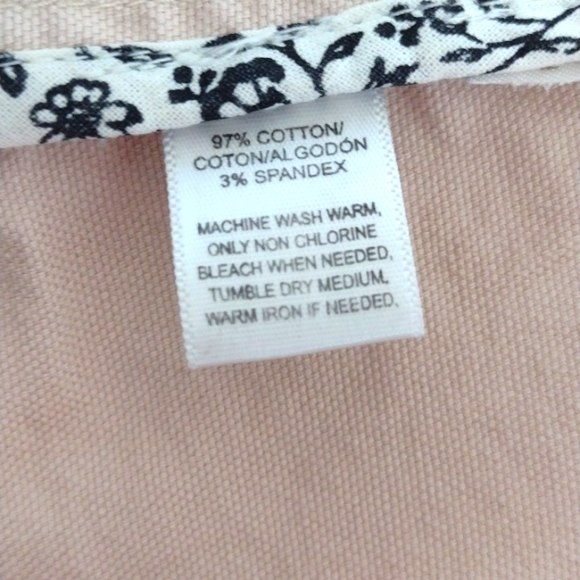 97% COTTON/
COTON/ALGODÓN
3% SPANDEX
MACHINE WASH WARM,
ONLY NON CHLORINE
BLEACH WHEN NEEDED,
TUMBLE DRY MEDIUM,
WARM IRON IF NEEDED,